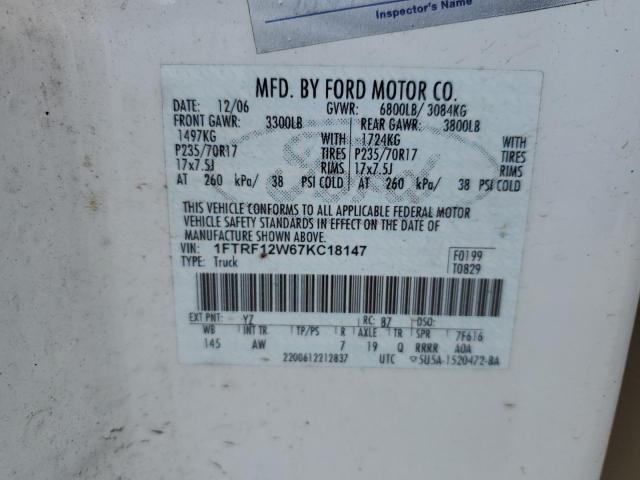 Inspector's Name
MFD. BY FORD MOTOR CO.
DATE: 12/06 GVWR: 6800LB/ 3084KG
FRONT GAWR: 3300LB REAR GAWR: 3800LB
1497KG WITH 1724KG WITH
P235/70R17 TIRES P235/70R17 TIRES
17x7.5J RIMS 17x7.5J RIMS
AT 260 kPa/ 38 PSI COLD AT 260 kPa/ 38 PSI COLD
THIS VEHICLE CONFORMS TO ALL APPLICABLE FEDERAL MOTOR
VEHICLE SAFETY STANDARDS IN EFFECT ON THE DATE OF
MANUFACTURE SHOWN ABOVE.
VIN: 1FTRF12W67KC18147 F0199
TYPE: Truck T0829
EXT PNT: Y7 RC: 87 DSO:
WB INT TR TP/PS R AXLE TR SPR 7F616
145 AW 7 19 Q RRRR AOA
2200612212837 UTC 5U5A-1520472-BA